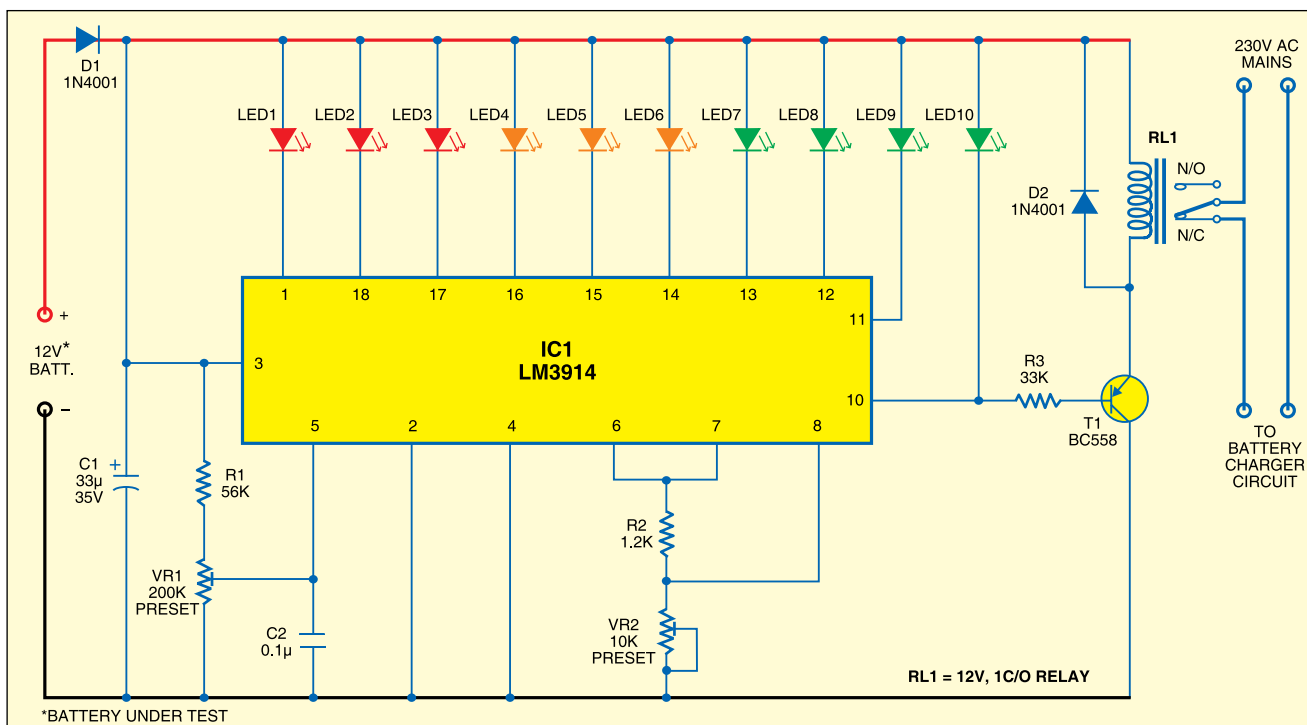 230V AC
MAINS
D1
1N4001
LED1
LED2
LED3
LED4
LED5
LED6
LED7
LED8
LED9
LED10
RL1
N/O
N/C
D2
1N4001
+
12V*
BATT.
–
1
18
17
16
15
14
13
12
11
10
3
IC1
LM3914
5
2
4
6
7
8
R3
33K
T1
BC558
TO
BATTERY
CHARGER
CIRCUIT
C1
+
33µ
35V
R1
56K
VR1
200K
PRESET
C2
0.1µ
R2
1.2K
VR2
10K
PRESET
RL1 = 12V, 1C/O RELAY
*BATTERY UNDER TEST